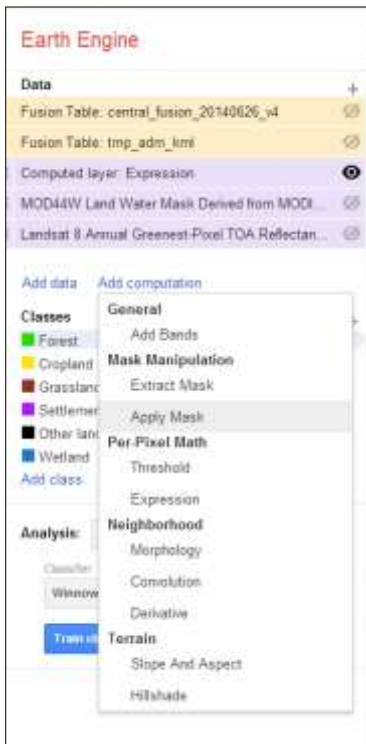 Earth Engine
Data +
Fusion Table: central_fusion_20140626_v4
Fusion Table: tmp_adm_kml
Computed layer: Expression
MOD44W Land Water Mask Derived from MODI...
Landsat 8 Annual Greenest-Pixel TOA Reflectan...
Add data Add computation
Classes
Forest
Cropland
Grassland
Settlemen
Other land
Wetland
Add class
General
Add Bands
Mask Manipulation
Extract Mask
Apply Mask
Per-Pixel Math
Threshold
Expression
Neighborhood
Morphology
Convolution
Derivative
Terrain
Slope And Aspect
Hillshade
Analysis:
Classifier
Winnow
Train